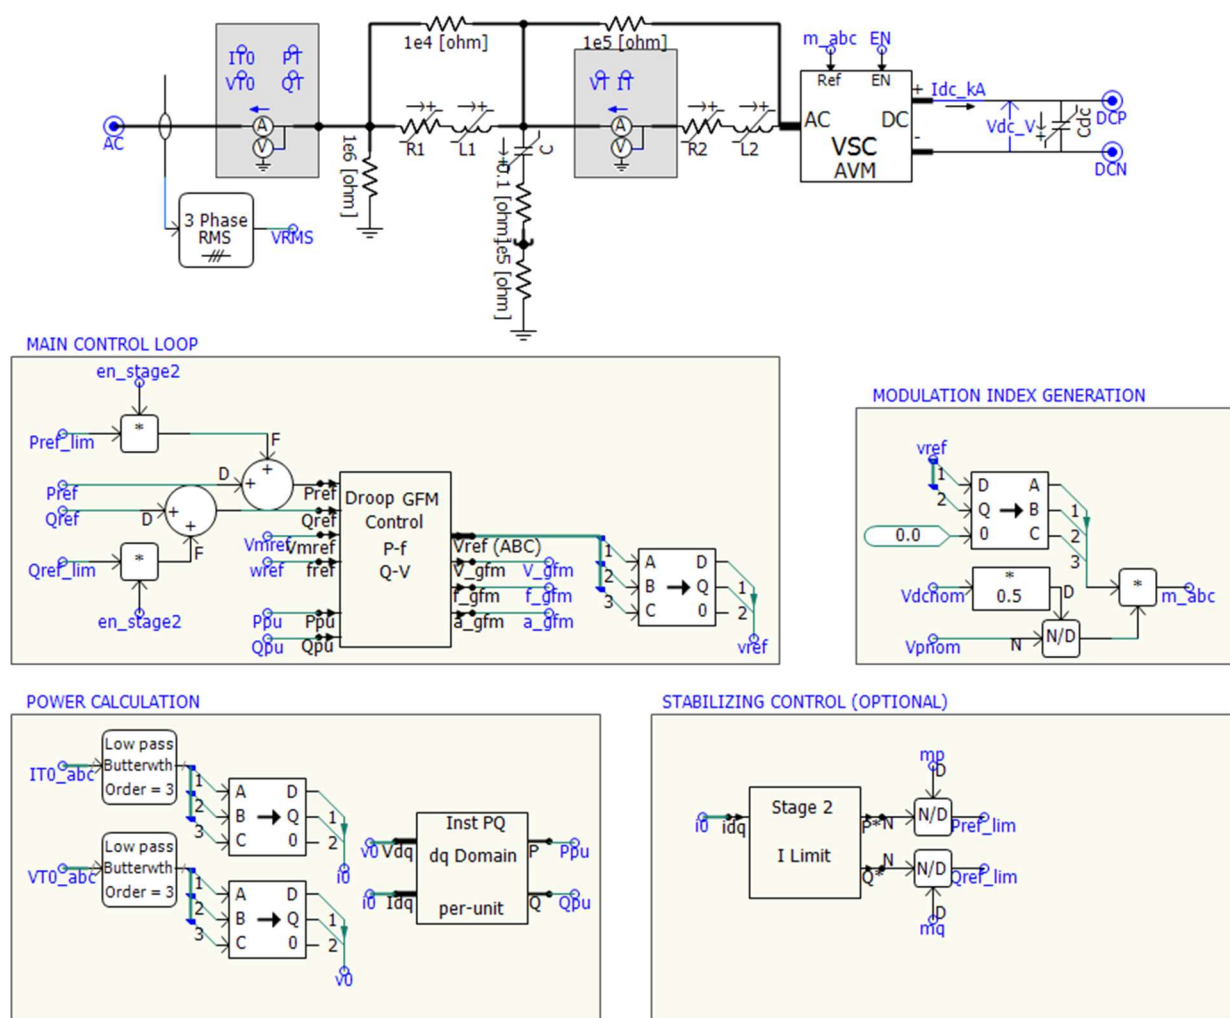 IT0 PT
VT0 QT
A
V
AC
1e4 [ohm]
1e5 [ohm]
R1
L1
1e6 [ohm]
C
0.1 [ohm]
1e5 [ohm]
VT IT
A
V
R2
L2
m_abc EN
Ref EN
AC DC
VSC
AVM
+
-
Idc_kA
Vdc_V
Cdc
DCP
DCN
3 Phase
RMS
VRMS
MAIN CONTROL LOOP
en_stage2
Pref_lim
*
F
Pref
D
+
+
Qref
D
+
+
Qref_lim
*
F
en_stage2
Vmref
wref
Ppu
Qpu
Pref
Qref
Vmref
fref
Ppu
Qpu
Droop GFM
Control
P-f
Q-V
Vref (ABC)
V_gfm
f_gfm
a_gfm
V_gfm
f_gfm
a_gfm
1
2
3
A D
B Q
C 0
1
2
vref
MODULATION INDEX GENERATION
vref
1
2
0.0
D A
Q B
0 C
1
2
3
Vdcnom
*
0.5
D
Vpnom
N
N/D
*
m_abc
POWER CALCULATION
IT0_abc
Low pass
Butterwth
Order = 3
1
2
3
A D
B Q
C 0
1
2
i0
VT0_abc
Low pass
Butterwth
Order = 3
1
2
3
A D
B Q
C 0
1
2
v0
v0 Vdq
i0 Idq
Inst PQ
dq Domain
per-unit
P Ppu
Q Qpu
STABILIZING CONTROL (OPTIONAL)
i0 idq
Stage 2
I Limit
P* N
Q* N
mp
D
N/D
Pref_lim
N/D
Qref_lim
D
mq